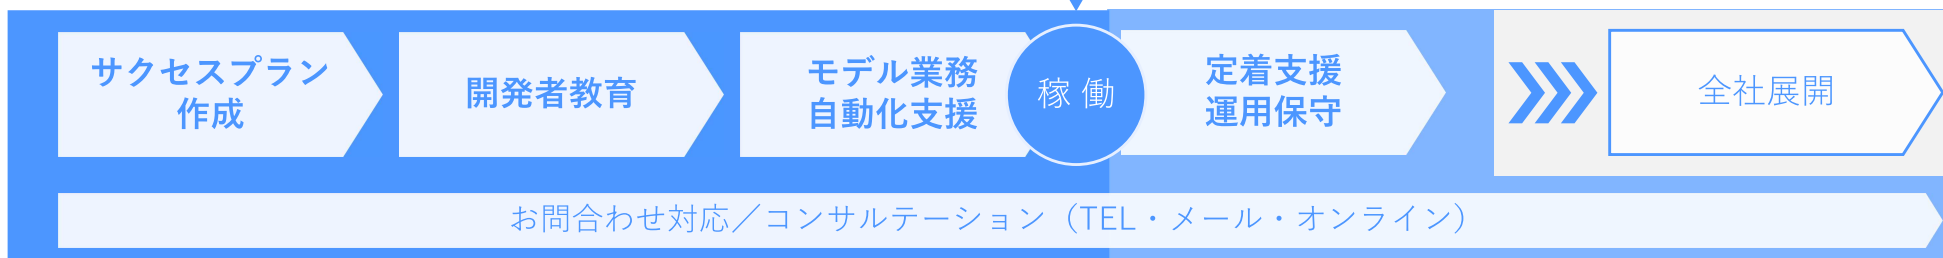 サクセスプラン
作成
開発者教育
モデル業務
自動化支援
稼働
定着支援
運用保守
全社展開
お問合わせ対応／コンサルテーション（TEL・メール・オンライン）